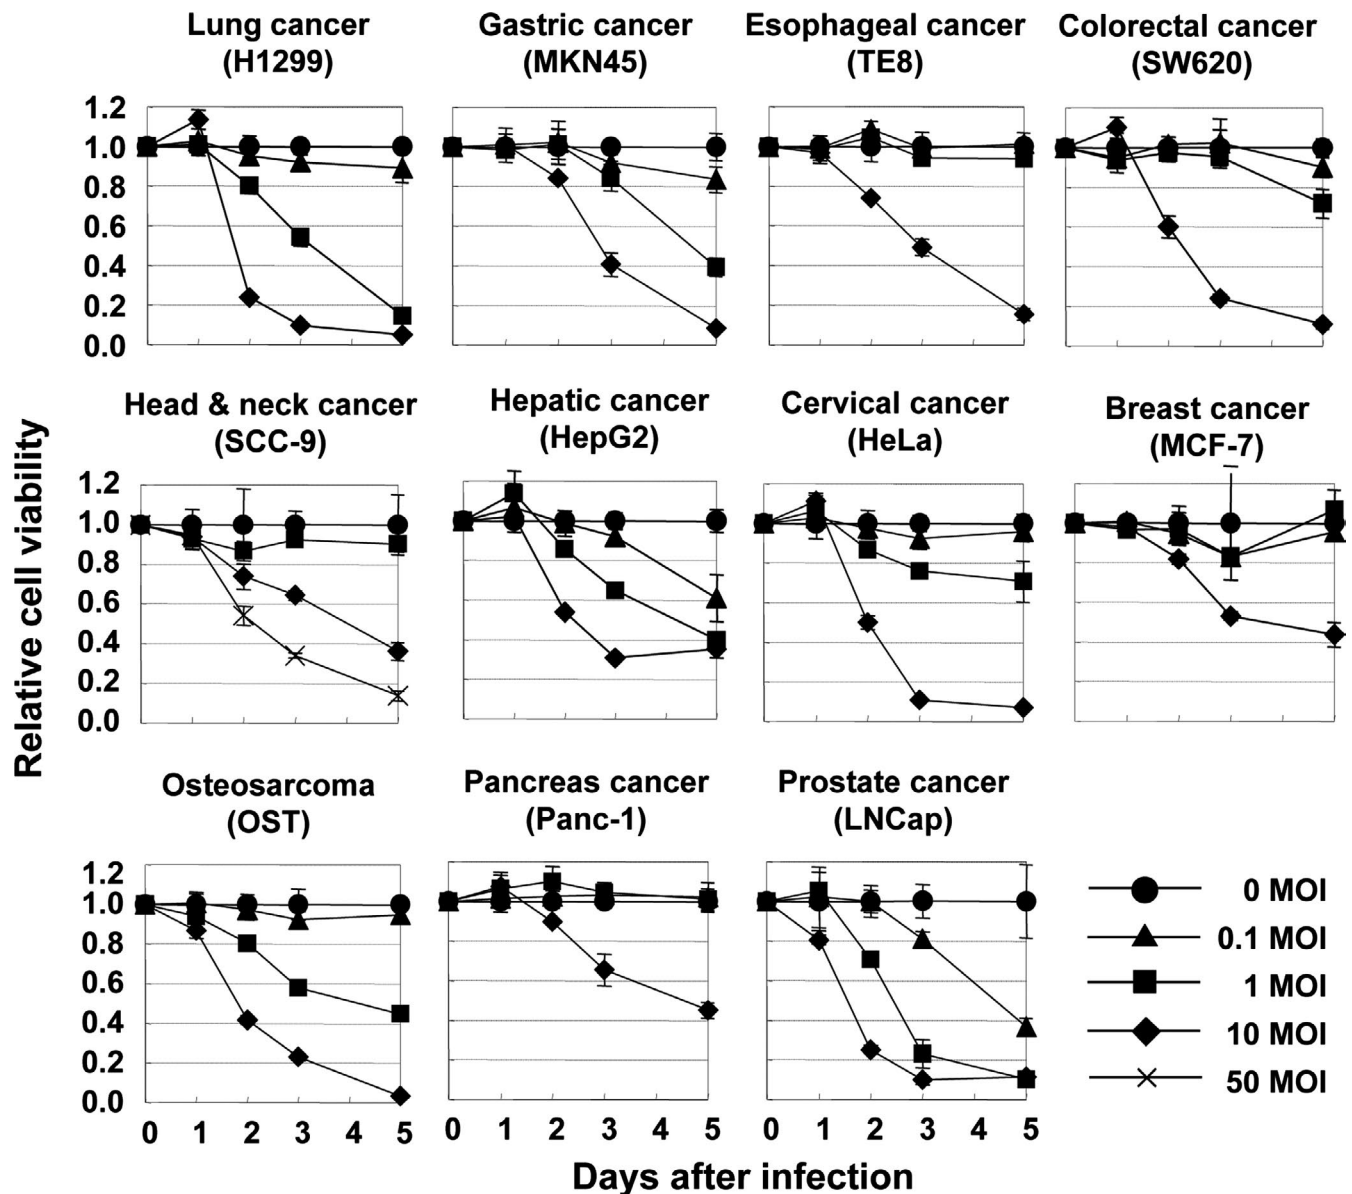 Lung cancer
(H1299)
Gastric cancer
(MKN45)
Esophageal cancer
(TE8)
Colorectal cancer
(SW620)
1.2
1.0
0.8
0.6
0.4
0.2
0.0
Relative cell viability
Head & neck cancer
(SCC-9)
Hepatic cancer
(HepG2)
Cervical cancer
(HeLa)
Breast cancer
(MCF-7)
1.2
1.0
0.8
0.6
0.4
0.2
0.0
Osteosarcoma
(OST)
Pancreas cancer
(Panc-1)
Prostate cancer
(LNCap)
1.2
1.0
0.8
0.6
0.4
0.2
0.0
0 1 2 3 4 5
0 1 2 3 4 5
0 1 2 3 4 5
Days after infection
0 MOI
0.1 MOI
1 MOI
10 MOI
50 MOI